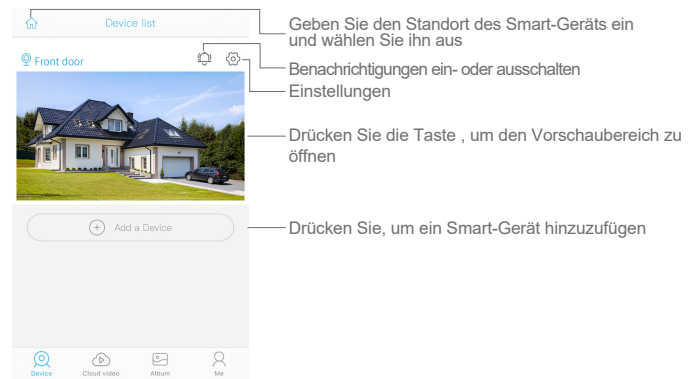 Device list
Geben Sie den Standort des Smart-Geräts ein
und wählen Sie ihn aus
Front door
Benachrichtigungen ein- oder ausschalten
Einstellungen
Drücken Sie die Taste , um den Vorschaubereich zu
öffnen
Add a Device
Drücken Sie, um ein Smart-Gerät hinzuzufügen
Device
Cloud video
Album
Me